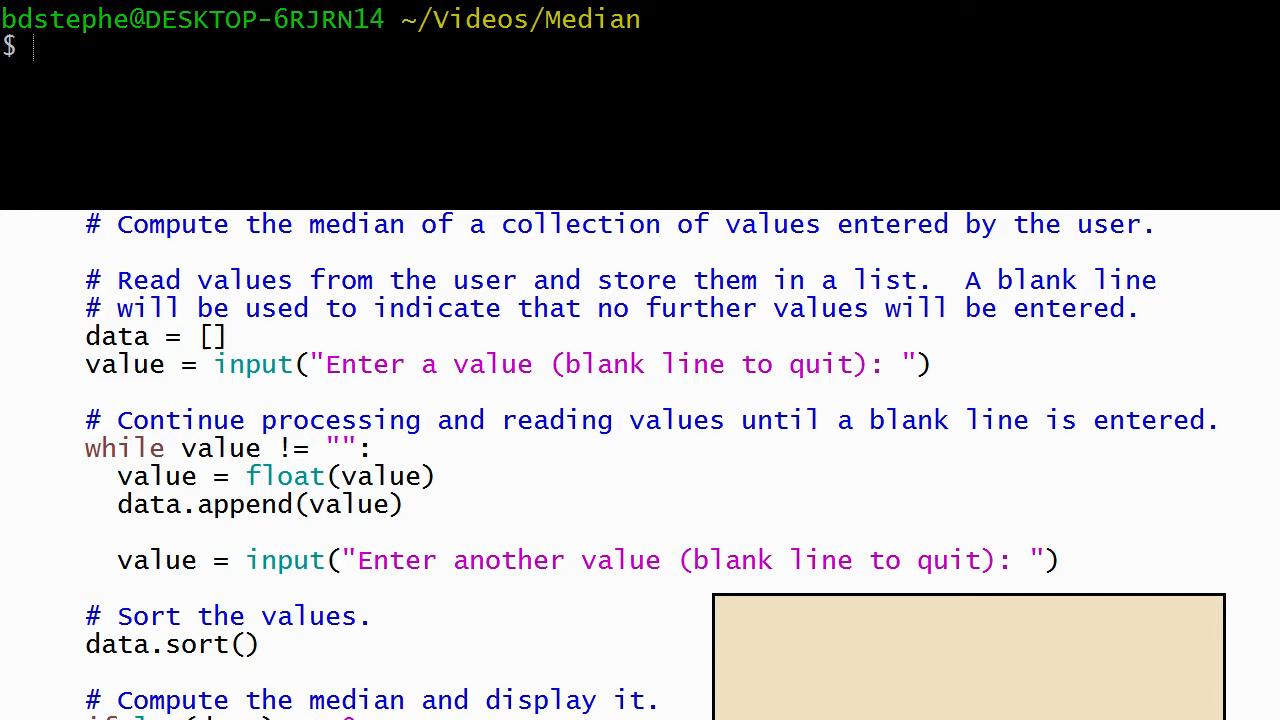 bdstephe@DESKTOP-6RJRN14 ~/Videos/Median
$
# Compute the median of a collection of values entered by the user.
# Read values from the user and store them in a list.  A blank line
# will be used to indicate that no further values will be entered.
data = []
value = input("Enter a value (blank line to quit): ")
# Continue processing and reading values until a blank line is entered.
while value != "":
  value = float(value)
  data.append(value)
  value = input("Enter another value (blank line to quit): ")
# Sort the values.
data.sort()
# Compute the median and display it.